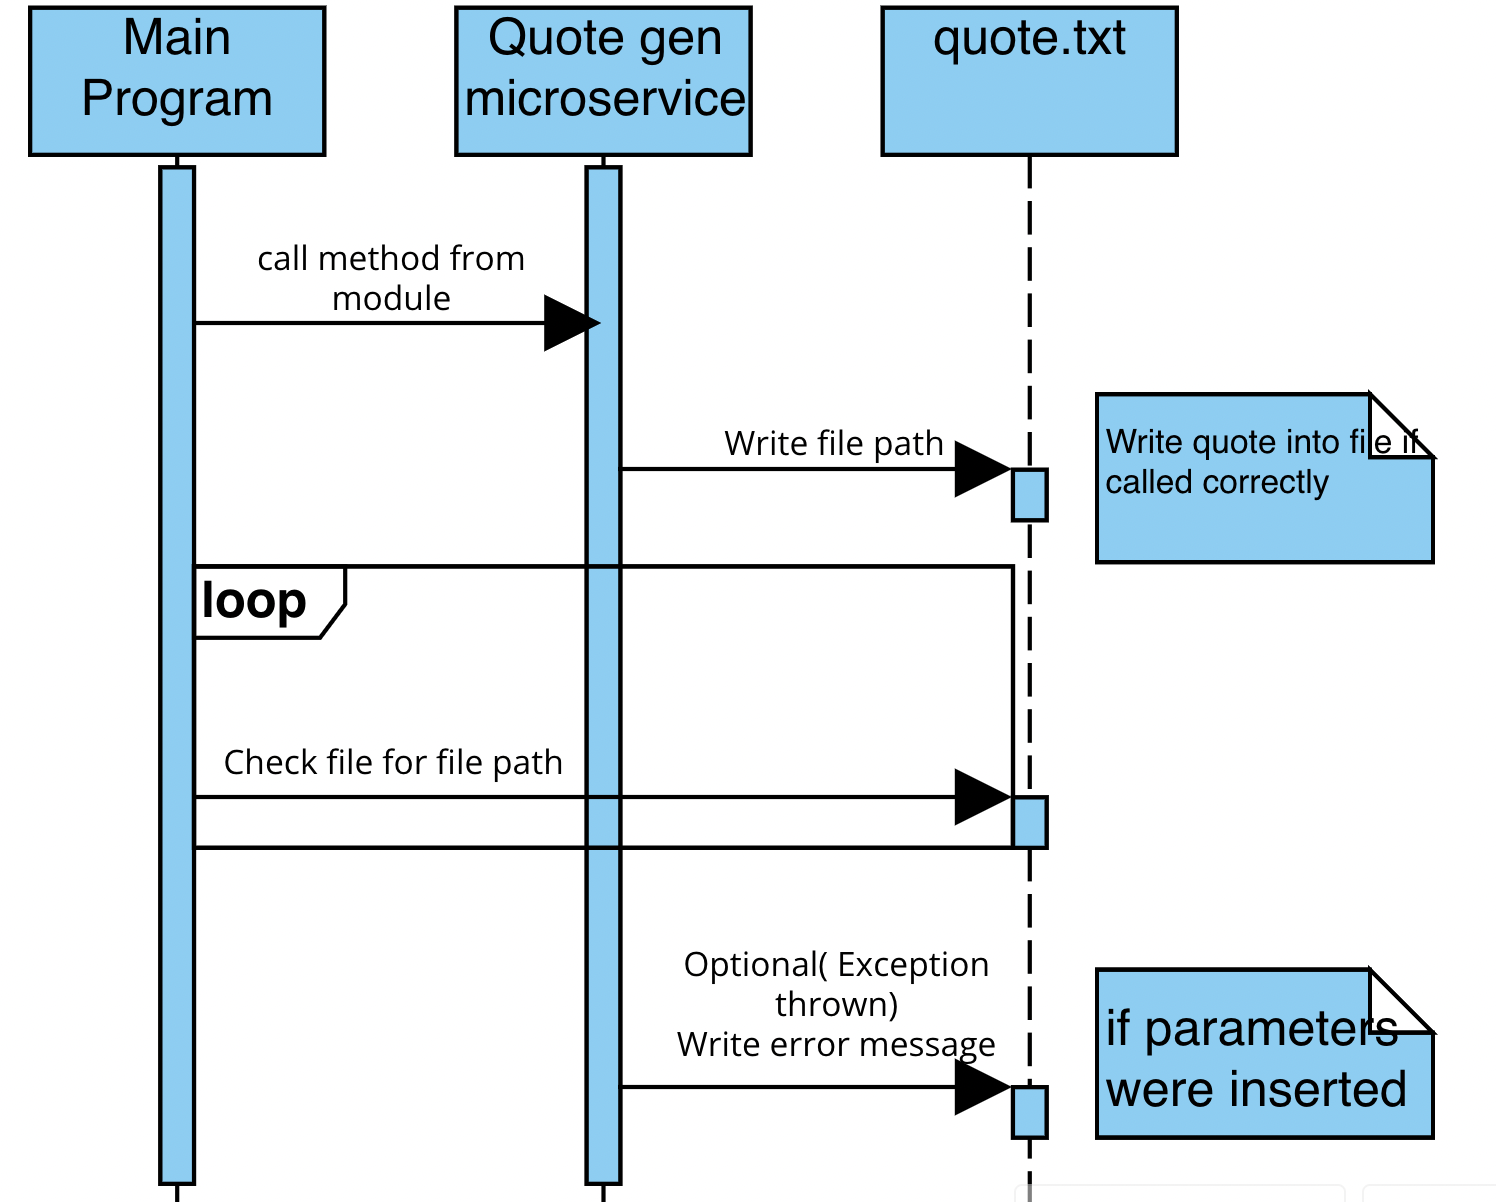 Main
Program
Quote gen
microservice
quote.txt
call method from
module
Write file path
Write quote into file if
called correctly
loop
Check file for file path
Optional( Exception
thrown)
Write error message
if parameters
were inserted